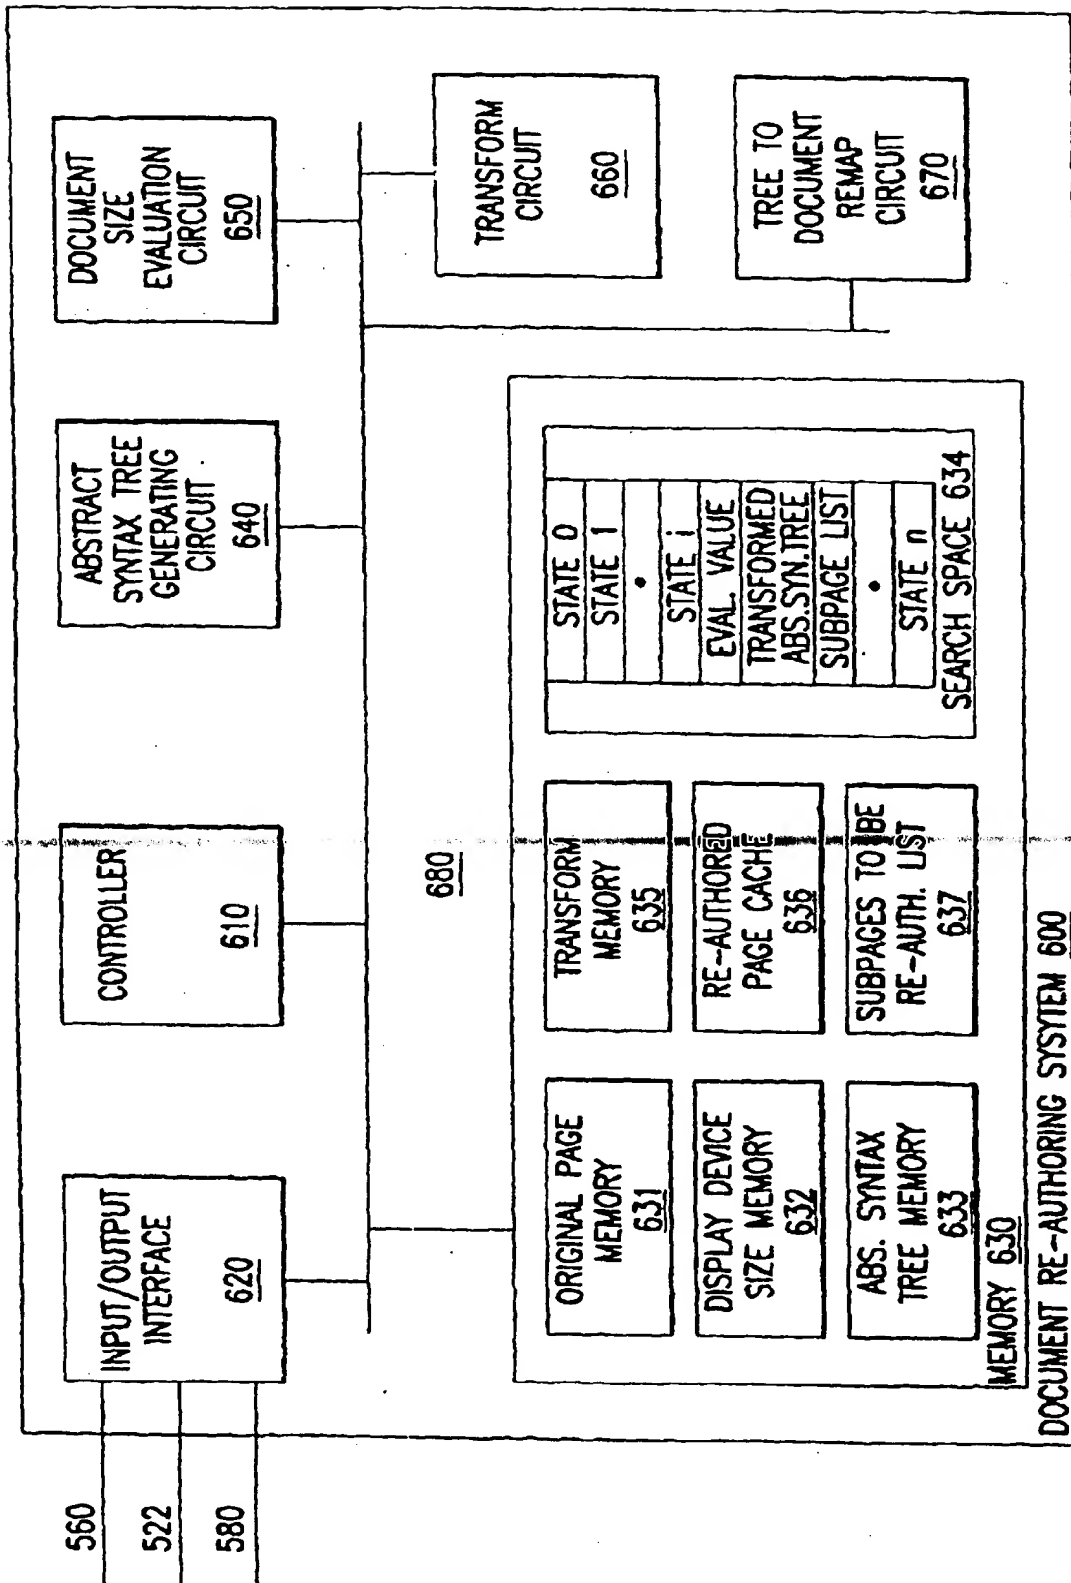 560
522
580
INPUT/OUTPUT
INTERFACE
620
CONTROLLER
610
ABSTRACT
SYNTAX TREE
GENERATING
CIRCUIT
640
DOCUMENT
SIZE
EVALUATION
CIRCUIT
650
680
TRANSFORM
CIRCUIT
660
TREE TO
DOCUMENT
REMAP
CIRCUIT
670
ORIGINAL PAGE
MEMORY
631
DISPLAY DEVICE
SIZE MEMORY
632
ABS. SYNTAX
TREE MEMORY
633
TRANSFORM
MEMORY
635
RE-AUTHORED
PAGE CACHE
636
SUBPAGES TO BE
RE-AUTH. LIST
637
STATE 0
STATE 1
•
STATE i
EVAL. VALUE
TRANSFORMED
ABS.SYN.TREE
SUBPAGE LIST
•
STATE n
SEARCH SPACE 634
MEMORY 630
DOCUMENT RE-AUTHORING SYSYTEM 600